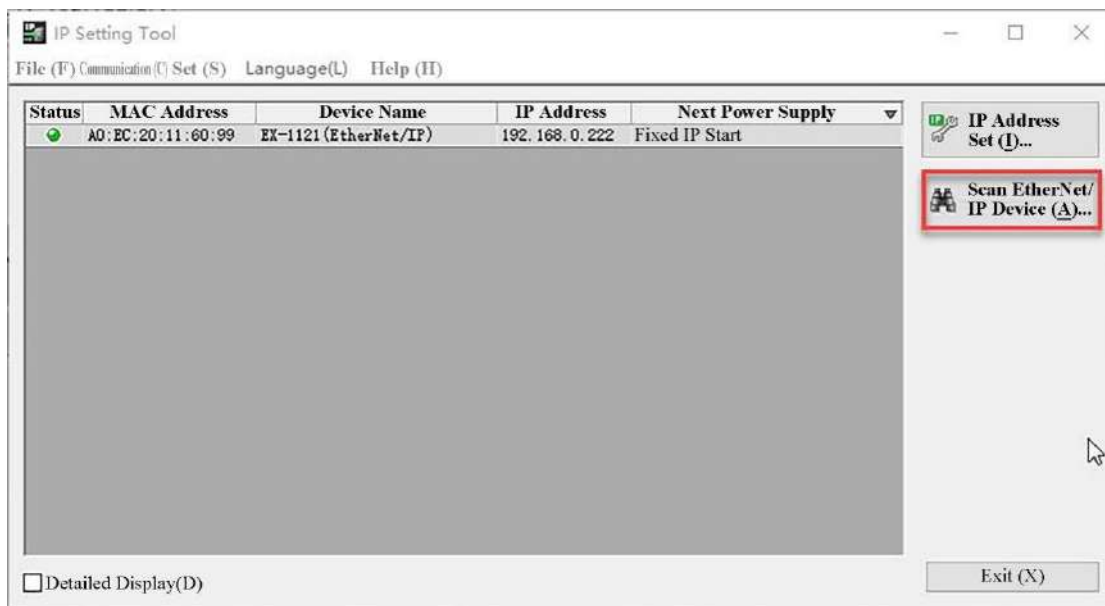 IP Setting Tool
File (F) Communication (C) Set (S) Language(L) Help (H)
Status MAC Address Device Name IP Address Next Power Supply
A0:EC:20:11:60:99 EX-1121(EtherNet/IP) 192.168.0.222 Fixed IP Start
IP Address
Set (I)...
Scan EtherNet/
IP Device (A)...
Detailed Display(D)
Exit (X)